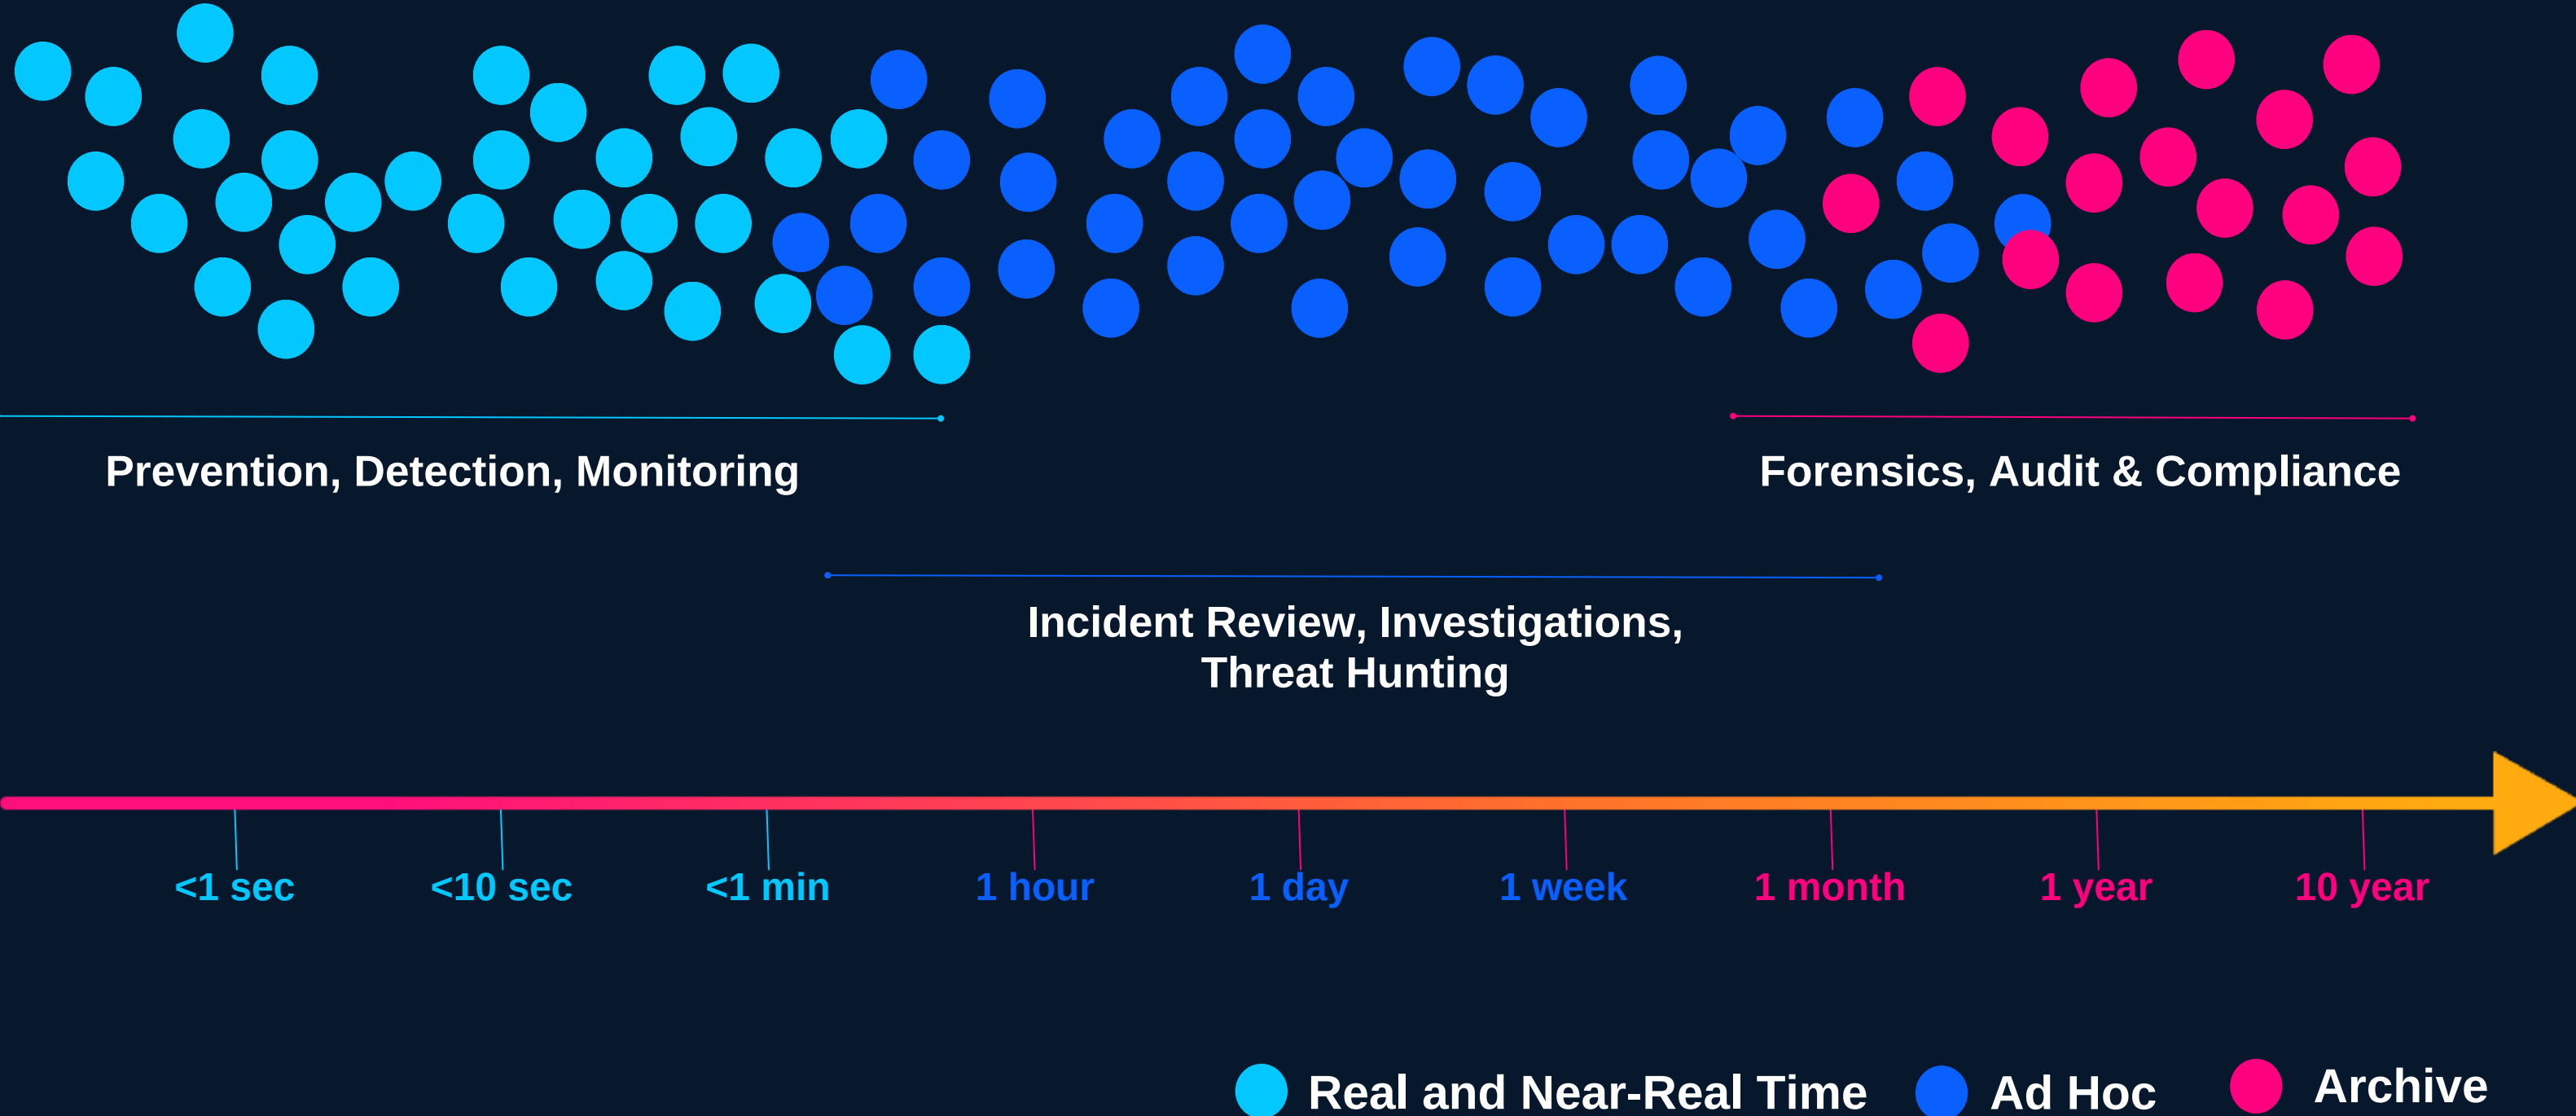 Prevention, Detection, Monitoring
Forensics, Audit & Compliance
Incident Review, Investigations,
Threat Hunting
<1 sec
<10 sec
<1 min
1 hour
1 day
1 week
1 month
1 year
10 year
Real and Near-Real Time
Ad Hoc
Archive